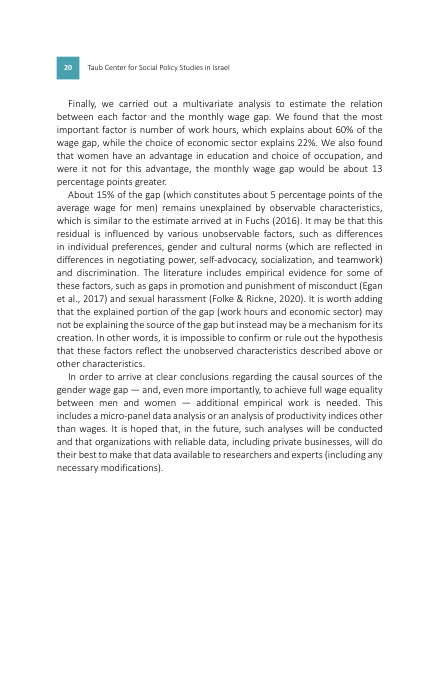 20
Taub Center for Social Policy Studies in Israel
Finally, we carried out a multivariate analysis to estimate the relation
between each factor and the monthly wage gap. We found that the most
important factor is number of work hours, which explains about 60% of the
wage gap, while the choice of economic sector explains 22%. We also found
that women have an advantage in education and choice of occupation, and
were it not for this advantage, the monthly wage gap would be about 13
percentage points greater.
About 15% of the gap (which constitutes about 5 percentage points of the
average wage for men) remains unexplained by observable characteristics,
which is similar to the estimate arrived at in Fuchs (2016). It may be that this
residual is influenced by various unobservable factors, such as differences
in individual preferences, gender and cultural norms (which are reflected in
differences in negotiating power, self-advocacy, socialization, and teamwork)
and discrimination. The literature includes empirical evidence for some of
these factors, such as gaps in promotion and punishment of misconduct (Egan
et al., 2017) and sexual harassment (Folke & Rickne, 2020). It is worth adding
that the explained portion of the gap (work hours and economic sector) may
not be explaining the source of the gap but instead may be a mechanism for its
creation. In other words, it is impossible to confirm or rule out the hypothesis
that these factors reflect the unobserved characteristics described above or
other characteristics.
In order to arrive at clear conclusions regarding the causal sources of the
gender wage gap — and, even more importantly, to achieve full wage equality
between men and women — additional empirical work is needed. This
includes a micro-panel data analysis or an analysis of productivity indices other
than wages. It is hoped that, in the future, such analyses will be conducted
and that organizations with reliable data, including private businesses, will do
their best to make that data available to researchers and experts (including any
necessary modifications).